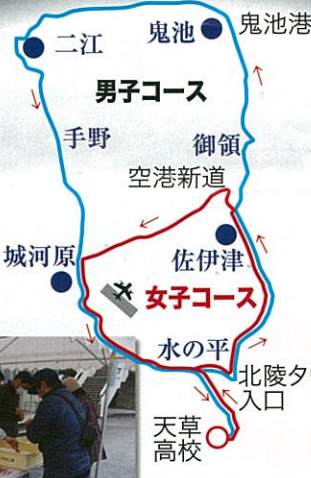 二江
鬼池
鬼池港
男子コース
手野
御領
空港新道
城河原
佐伊津
女子コース
水の平
北陵タ
入口
天草
高校